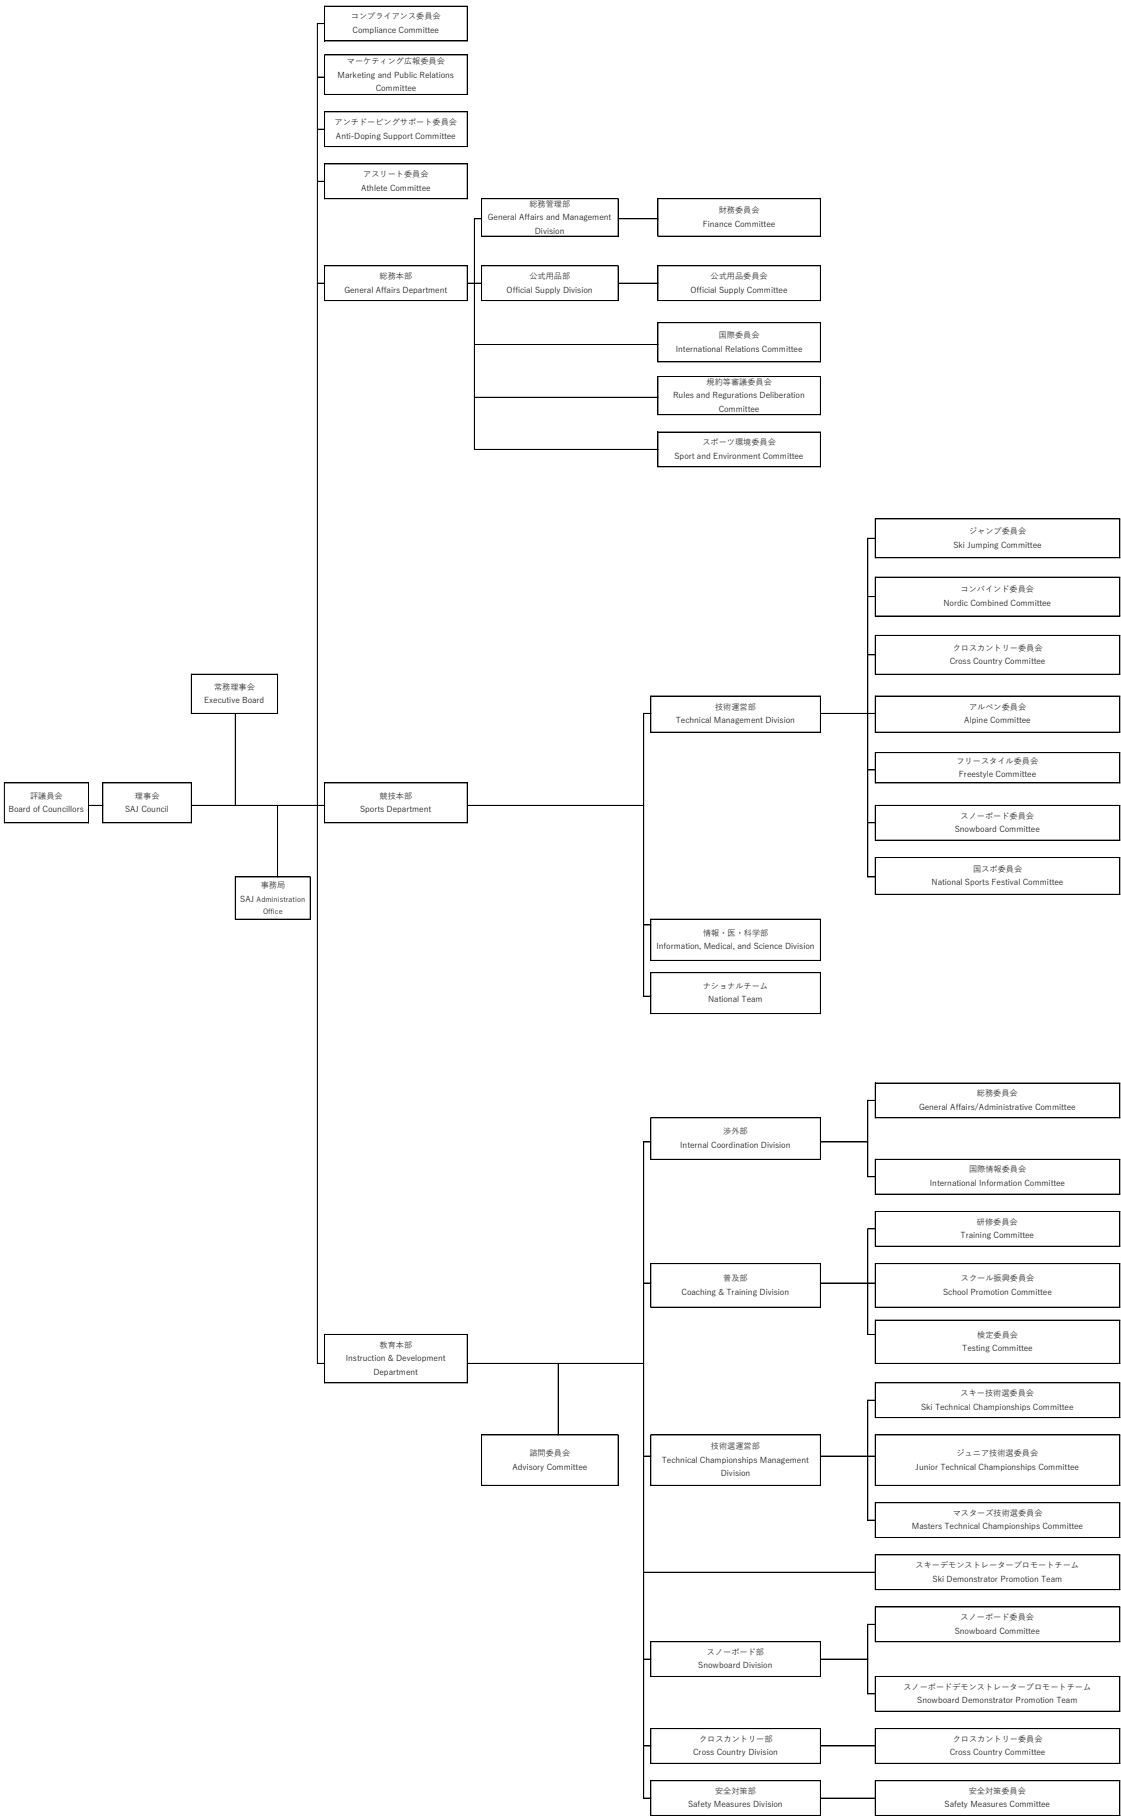 コンプライアンス委員会
Compliance Committee
マーケティング広報委員会
Marketing and Public Relations
Committee
アンチドーピングサポート委員会
Anti-Doping Support Committee
アスリート委員会
Athlete Committee
総務管理部
General Affairs and Management
Division
財務委員会
Finance Committee
総務本部
General Affairs Department
公式用品部
Official Supply Division
公式用品委員会
Official Supply Committee
国際委員会
International Relations Committee
規約等審議委員会
Rules and Regurations Deliberation
Committee
スポーツ環境委員会
Sport and Environment Committee
ジャンプ委員会
Ski Jumping Committee
コンバインド委員会
Nordic Combined Committee
クロスカントリー委員会
Cross Country Committee
常務理事会
Executive Board
技術運営部
Technical Management Division
アルペン委員会
Alpine Committee
フリースタイル委員会
Freestyle Committee
評議員会
Board of Councillors
理事会
SAJ Council
競技本部
Sports Department
スノーボード委員会
Snowboard Committee
国スポ委員会
National Sports Festival Committee
事務局
SAJ Administration
Office
情報・医・科学部
Information, Medical, and Science Division
ナショナルチーム
National Team
総務委員会
General Affairs/Administrative Committee
渉外部
Internal Coordination Division
国際情報委員会
International Information Committee
研修委員会
Training Committee
普及部
Coaching & Training Division
スクール振興委員会
School Promotion Committee
検定委員会
Testing Committee
教育本部
Instruction & Development
Department
スキー技術選委員会
Ski Technical Championships Committee
諮問委員会
Advisory Committee
技術選運営部
Technical Championships Management
Division
ジュニア技術選委員会
Junior Technical Championships Committee
マスターズ技術選委員会
Masters Technical Championships Committee
スキーデモンストレータープロモートチーム
Ski Demonstrator Promotion Team
スノーボード委員会
Snowboard Committee
スノーボード部
Snowboard Division
スノーボードデモンストレータープロモートチーム
Snowboard Demonstrator Promotion Team
クロスカントリー部
Cross Country Division
クロスカントリー委員会
Cross Country Committee
安全対策部
Safety Measures Division
安全対策委員会
Safety Measures Committee